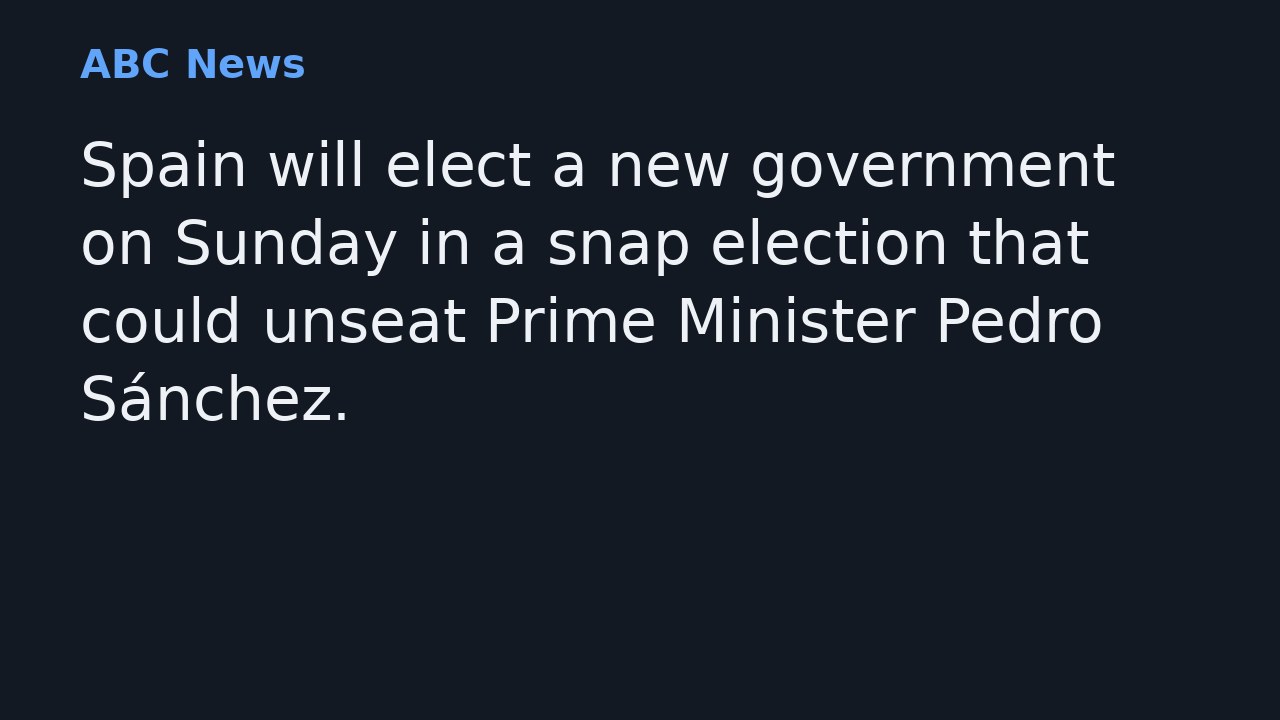 ABC News
Spain will elect a new government
on Sunday in a snap election that
could unseat Prime Minister Pedro
Sánchez.